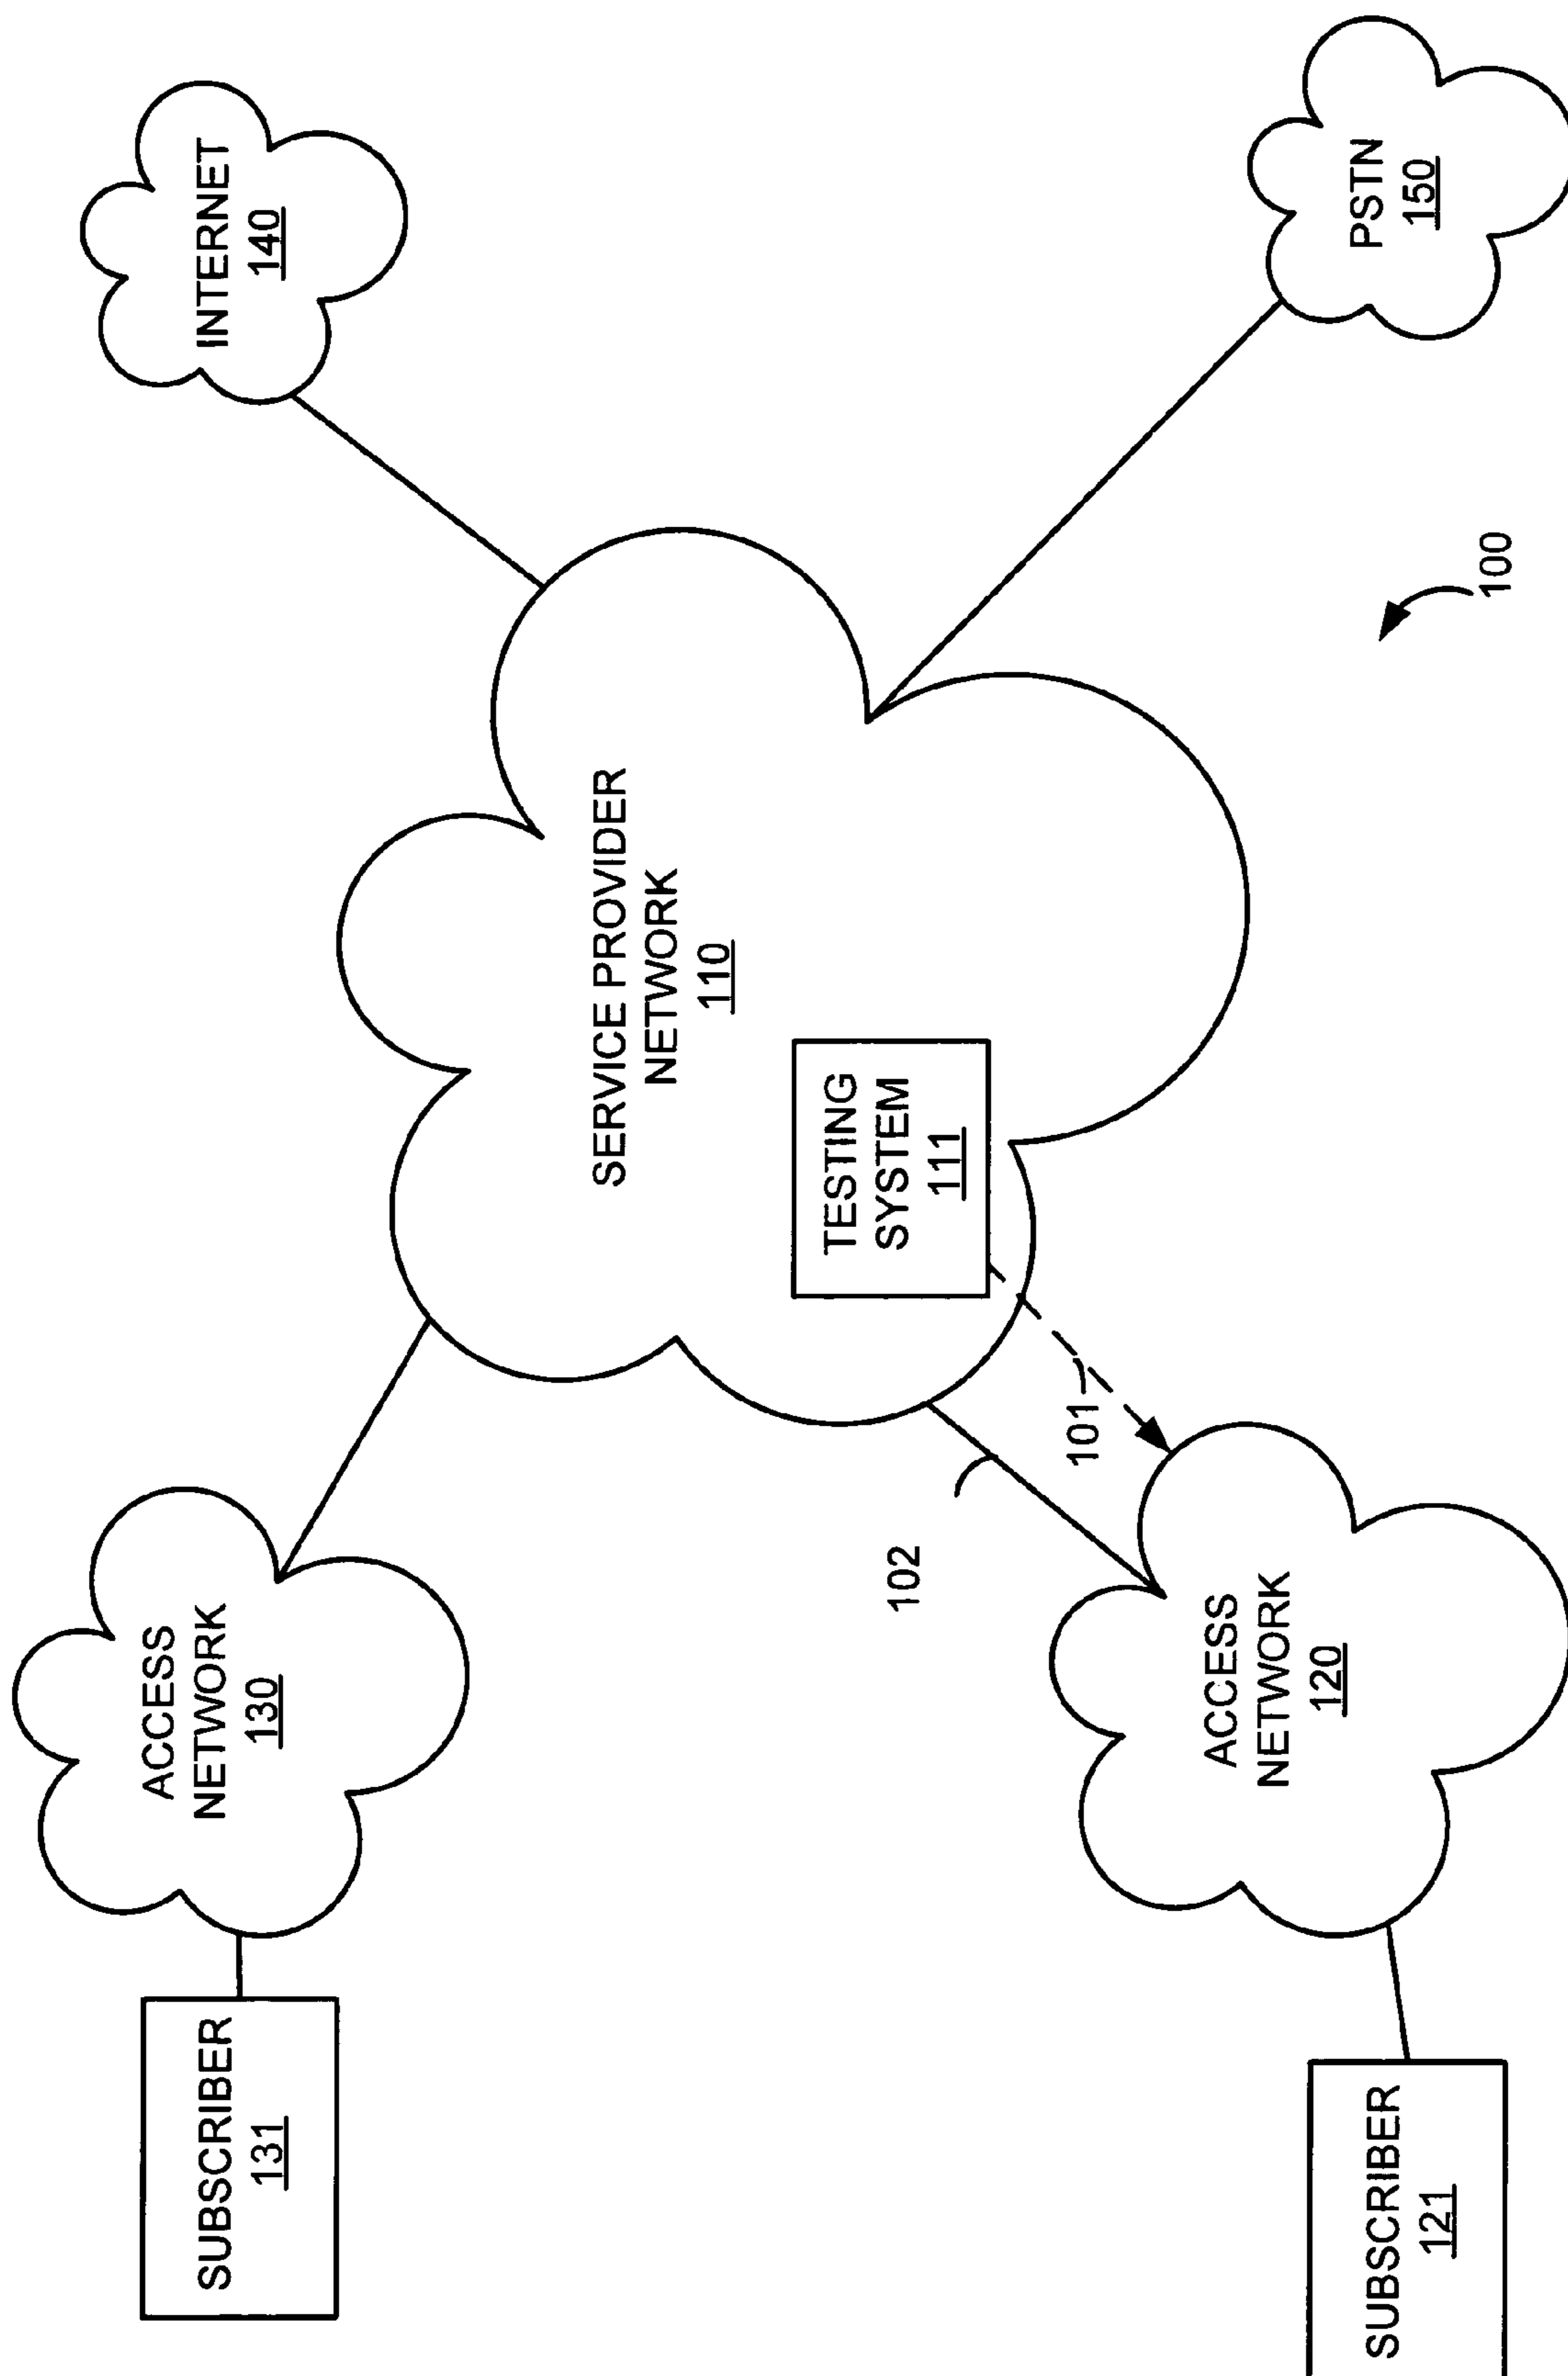 SUBSCRIBER
131
ACCESS
NETWORK
130
INTERNET
140
SERVICE PROVIDER
NETWORK
110
TESTING
SYSTEM
111
102
101
SUBSCRIBER
121
ACCESS
NETWORK
120
PSTN
150
100